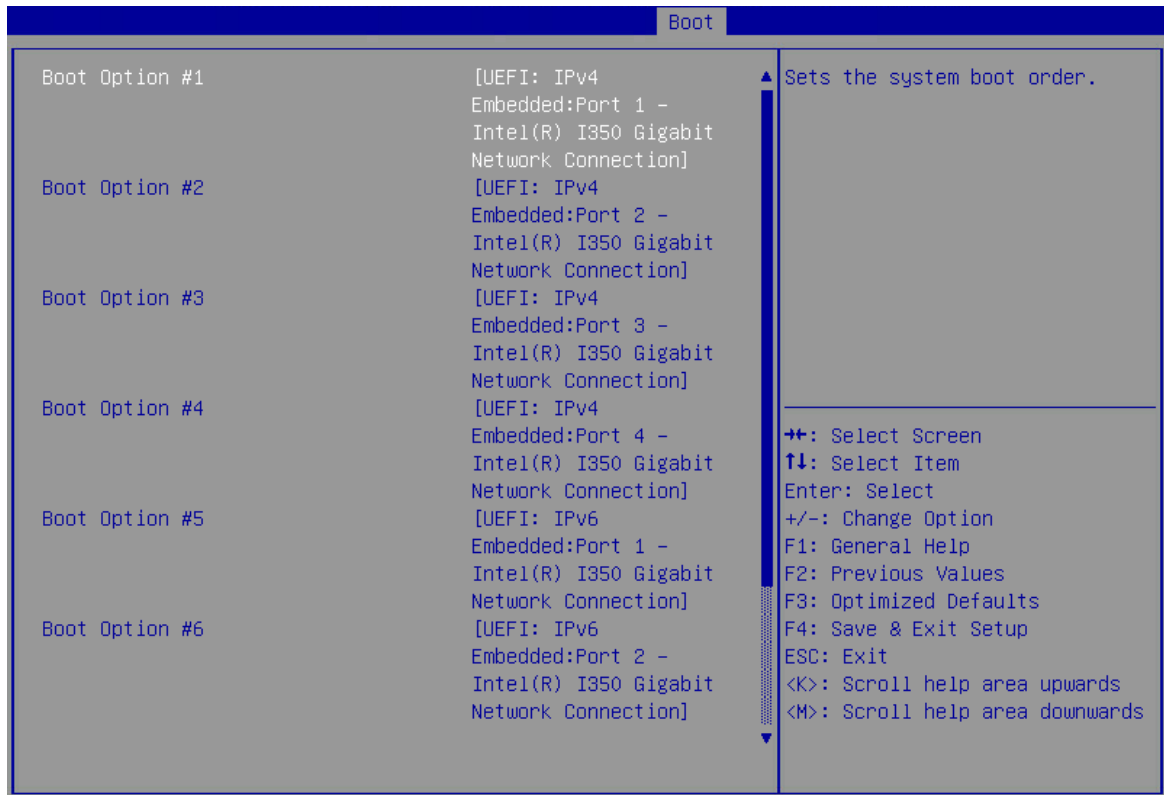 Boot
Boot Option #1 [UEFI: IPv4
Embedded:Port 1 -
Intel(R) I350 Gigabit
Network Connection]
Boot Option #2 [UEFI: IPv4
Embedded:Port 2 -
Intel(R) I350 Gigabit
Network Connection]
Boot Option #3 [UEFI: IPv4
Embedded:Port 3 -
Intel(R) I350 Gigabit
Network Connection]
Boot Option #4 [UEFI: IPv4
Embedded:Port 4 -
Intel(R) I350 Gigabit
Network Connection]
Boot Option #5 [UEFI: IPv6
Embedded:Port 1 -
Intel(R) I350 Gigabit
Network Connection]
Boot Option #6 [UEFI: IPv6
Embedded:Port 2 -
Intel(R) I350 Gigabit
Network Connection]
Sets the system boot order.
→←: Select Screen
↑↓: Select Item
Enter: Select
+/-: Change Option
F1: General Help
F2: Previous Values
F3: Optimized Defaults
F4: Save & Exit Setup
ESC: Exit
<K>: Scroll help area upwards
<M>: Scroll help area downwards